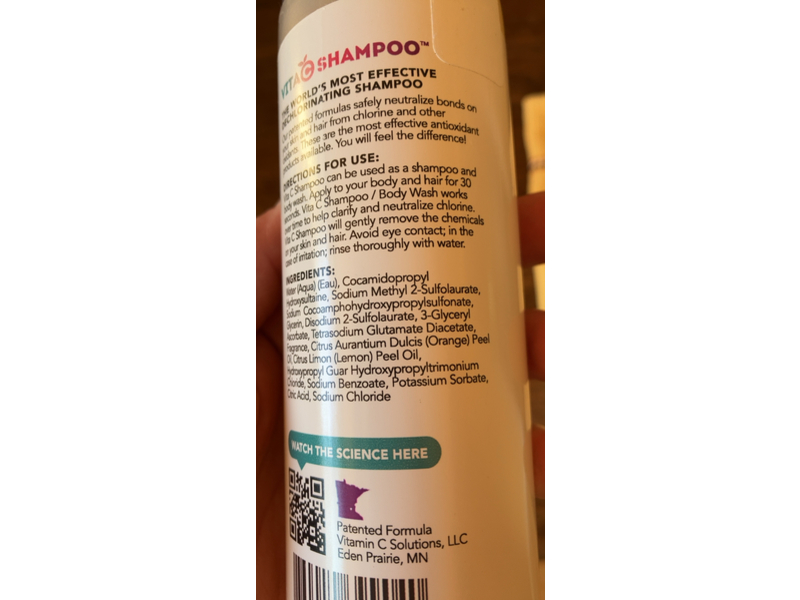 VITA C SHAMPOO™
THE WORLD'S MOST EFFECTIVE
DECHLORINATING SHAMPOO
Our patented formulas safely neutralize bonds on
your skin and hair from chlorine and other
These are the most effective antioxidant
products available. You will feel the difference!
DIRECTIONS FOR USE:
Vita C Shampoo can be used as a shampoo and
body wash. Apply to your body and hair for 30
seconds. Vita C Shampoo / Body Wash works
over time to help clarify and neutralize chlorine.
Vita C Shampoo will gently remove the chemicals
on your skin and hair. Avoid eye contact; in the
case of irritation; rinse thoroughly with water.
INGREDIENTS:
Water (Aqua) (Eau), Cocamidopropyl
Hydroxysultaine, Sodium Methyl 2-Sulfolaurate,
Sodium Cocoamphohydroxypropylsulfonate,
Glycerin, Disodium 2-Sulfolaurate, 3-Glyceryl
Ascorbate, Tetrasodium Glutamate Diacetate,
Fragrance, Citrus Aurantium Dulcis (Orange) Peel
Oil, Citrus Limon (Lemon) Peel Oil,
Hydroxypropyl Guar Hydroxypropyltrimonium
Chloride, Sodium Benzoate, Potassium Sorbate,
Citric Acid, Sodium Chloride
WATCH THE SCIENCE HERE
Patented Formula
Vitamin C Solutions, LLC
Eden Prairie, MN